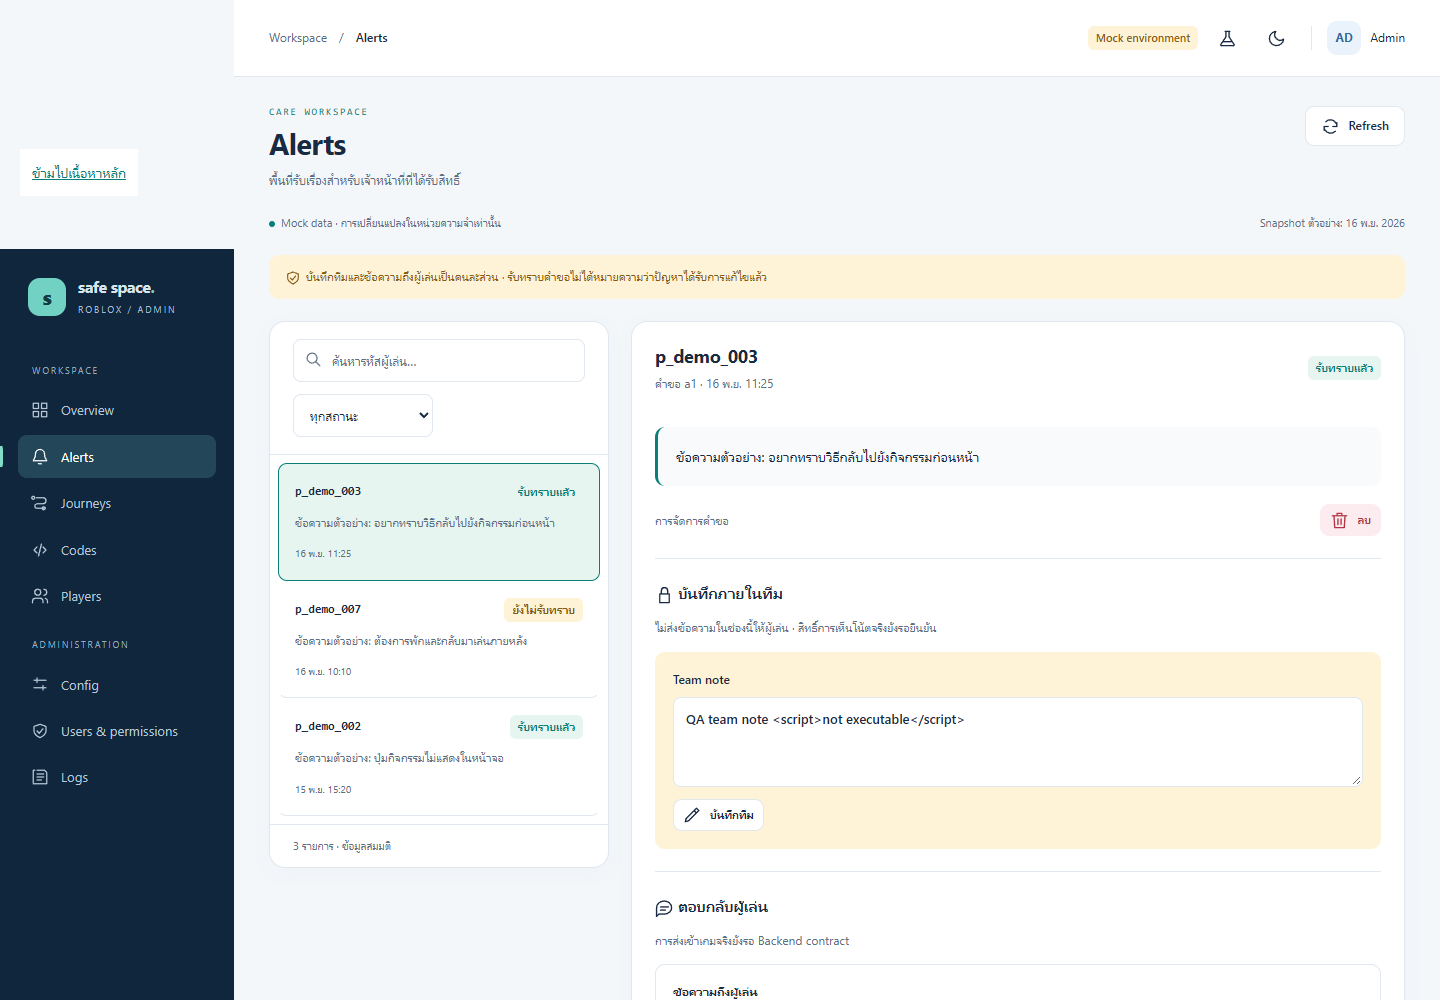 Workspace / Alerts
Mock environment
AD Admin
CARE WORKSPACE
Alerts
พื้นที่รับเรื่องสำหรับเจ้าหน้าที่ที่ได้รับสิทธิ์
Refresh
Mock data · การเปลี่ยนแปลงในหน่วยความจำเท่านั้น
Snapshot ตัวอย่าง: 16 พ.ย. 2026
บันทึกทีมและข้อความถึงผู้เล่นเป็นคนละส่วน · รับทราบคำขอไม่ได้หมายความว่าปัญหาได้รับการแก้ไขแล้ว
ข้ามไปเนื้อหาหลัก
s
safe space.
ROBLOX / ADMIN
WORKSPACE
Overview
Alerts
Journeys
Codes
Players
ADMINISTRATION
Config
Users & permissions
Logs
ค้นหารหัสผู้เล่น...
ทุกสถานะ
p_demo_003
รับทราบแล้ว
ข้อความตัวอย่าง: อยากทราบวิธีกลับไปยังกิจกรรมก่อนหน้า
16 พ.ย. 11:25
p_demo_007
ยังไม่รับทราบ
ข้อความตัวอย่าง: ต้องการพักและกลับมาเล่นภายหลัง
16 พ.ย. 10:10
p_demo_002
รับทราบแล้ว
ข้อความตัวอย่าง: ปุ่มกิจกรรมไม่แสดงในหน้าจอ
15 พ.ย. 15:20
3 รายการ · ข้อมูลสมมติ
p_demo_003
คำขอ a1 · 16 พ.ย. 11:25
รับทราบแล้ว
ข้อความตัวอย่าง: อยากทราบวิธีกลับไปยังกิจกรรมก่อนหน้า
การจัดการคำขอ
ลบ
บันทึกภายในทีม
ไม่ส่งข้อความในช่องนี้ให้ผู้เล่น · สิทธิ์การเห็นโน้ตจริงยังรอยืนยัน
Team note
QA team note <script>not executable</script>
บันทึกทีม
ตอบกลับผู้เล่น
การส่งเข้าเกมจริงยังรอ Backend contract
ข้อความถึงผู้เล่น